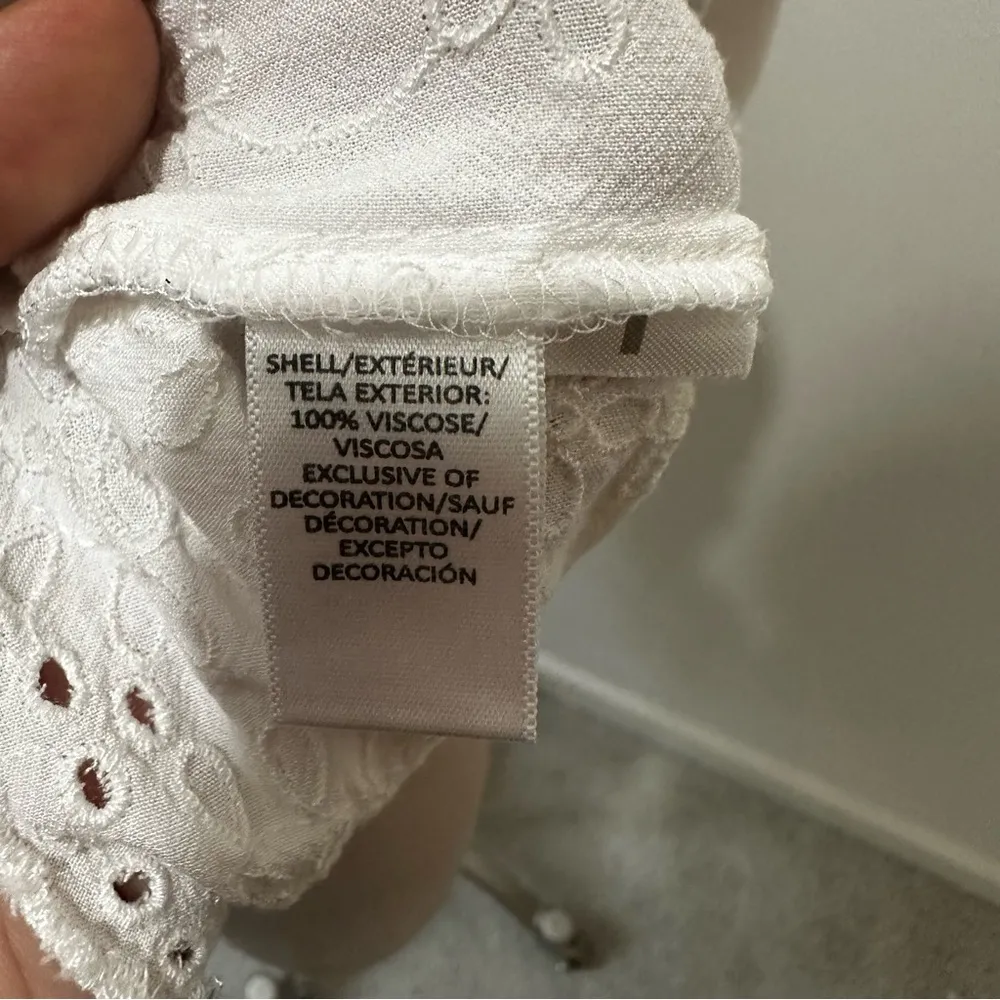 SHELL/EXTÉRIEUR/
TELA EXTERIOR:
100% VISCOSE/
VISCOSA
EXCLUSIVE OF
DECORATION/SAUF
DÉCORATION/
EXCEPTO
DECORACIÓN